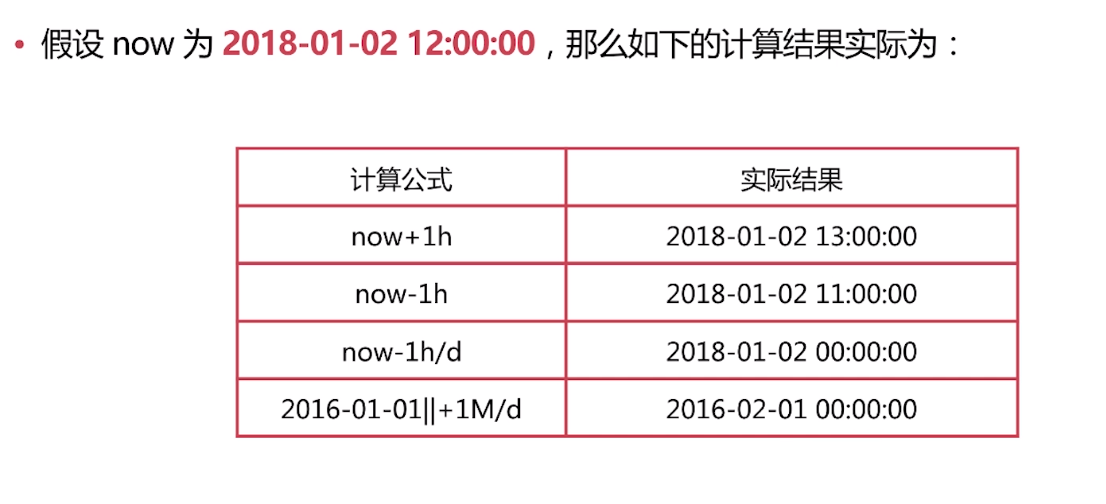 • 假设 now 为 2018-01-02 12:00:00，那么如下的计算结果实际为：
计算公式 实际结果
now+1h 2018-01-02 13:00:00
now-1h 2018-01-02 11:00:00
now-1h/d 2018-01-02 00:00:00
2016-01-01||+1M/d 2016-02-01 00:00:00